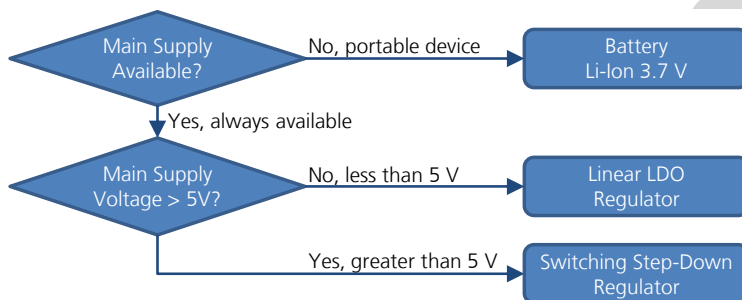 Main Supply
Available?
No, portable device
Battery
Li-Ion 3.7 V
Yes, always available
Main Supply
Voltage > 5V?
No, less than 5 V
Linear LDO
Regulator
Yes, greater than 5 V
Switching Step-Down
Regulator